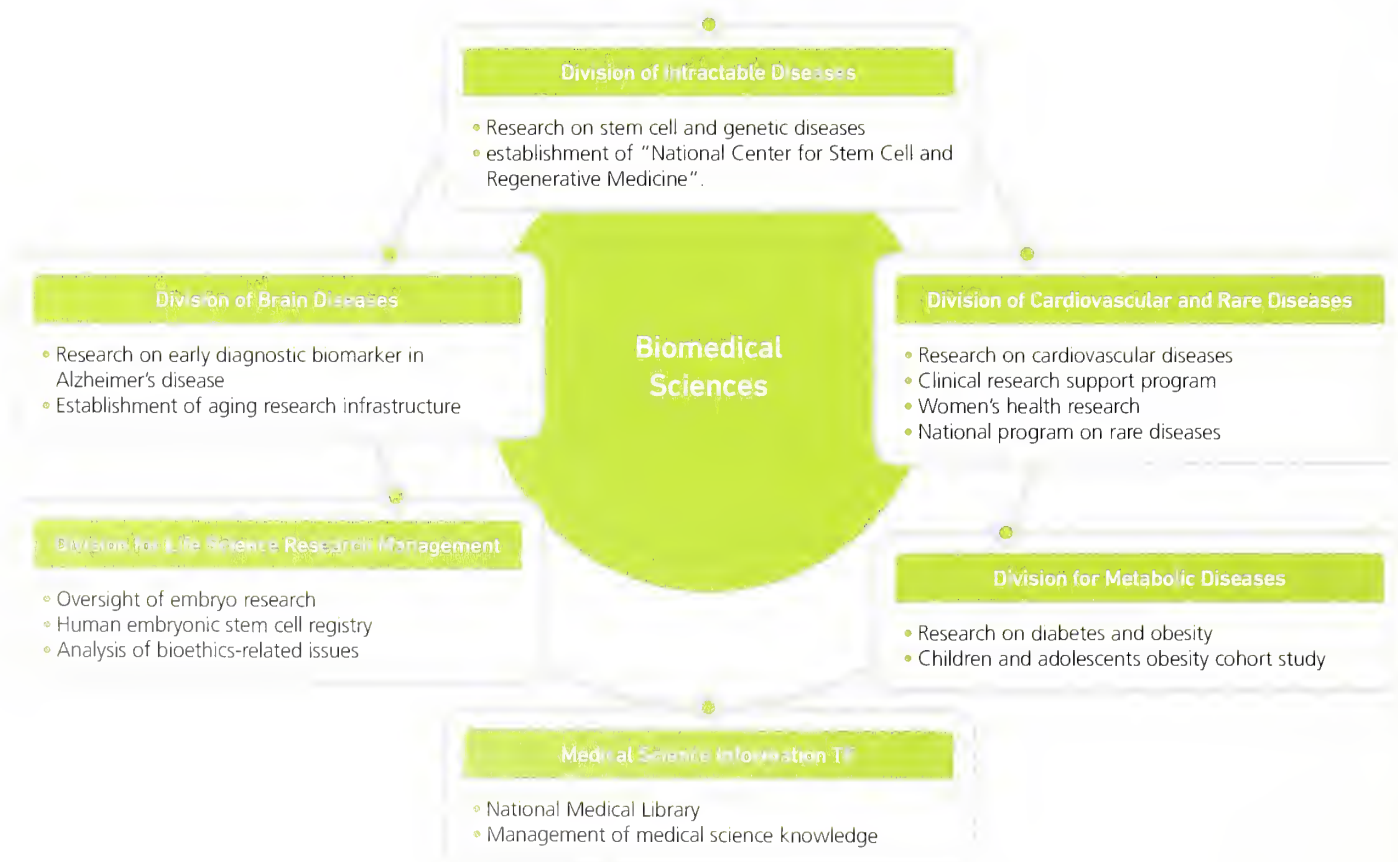 Division of Intractable Diseases
• Research on stem cell and genetic diseases
• establishment of "National Center for Stem Cell and
Regenerative Medicine".
Division of Brain Diseases
• Research on early diagnostic biomarker in
Alzheimer's disease
• Establishment of aging research infrastructure
Biomedical
Sciences
Division of Cardiovascular and Rare Diseases
• Research on cardiovascular diseases
• Clinical research support program
• Women's health research
• National program on rare diseases
Division for Life Science Research Management
• Oversight of embryo research
• Human embryonic stem cell registry
• Analysis of bioethics-related issues
Division for Metabolic Diseases
• Research on diabetes and obesity
• Children and adolescents obesity cohort study
Medical Science Information TF
• National Medical Library
• Management of medical science knowledge